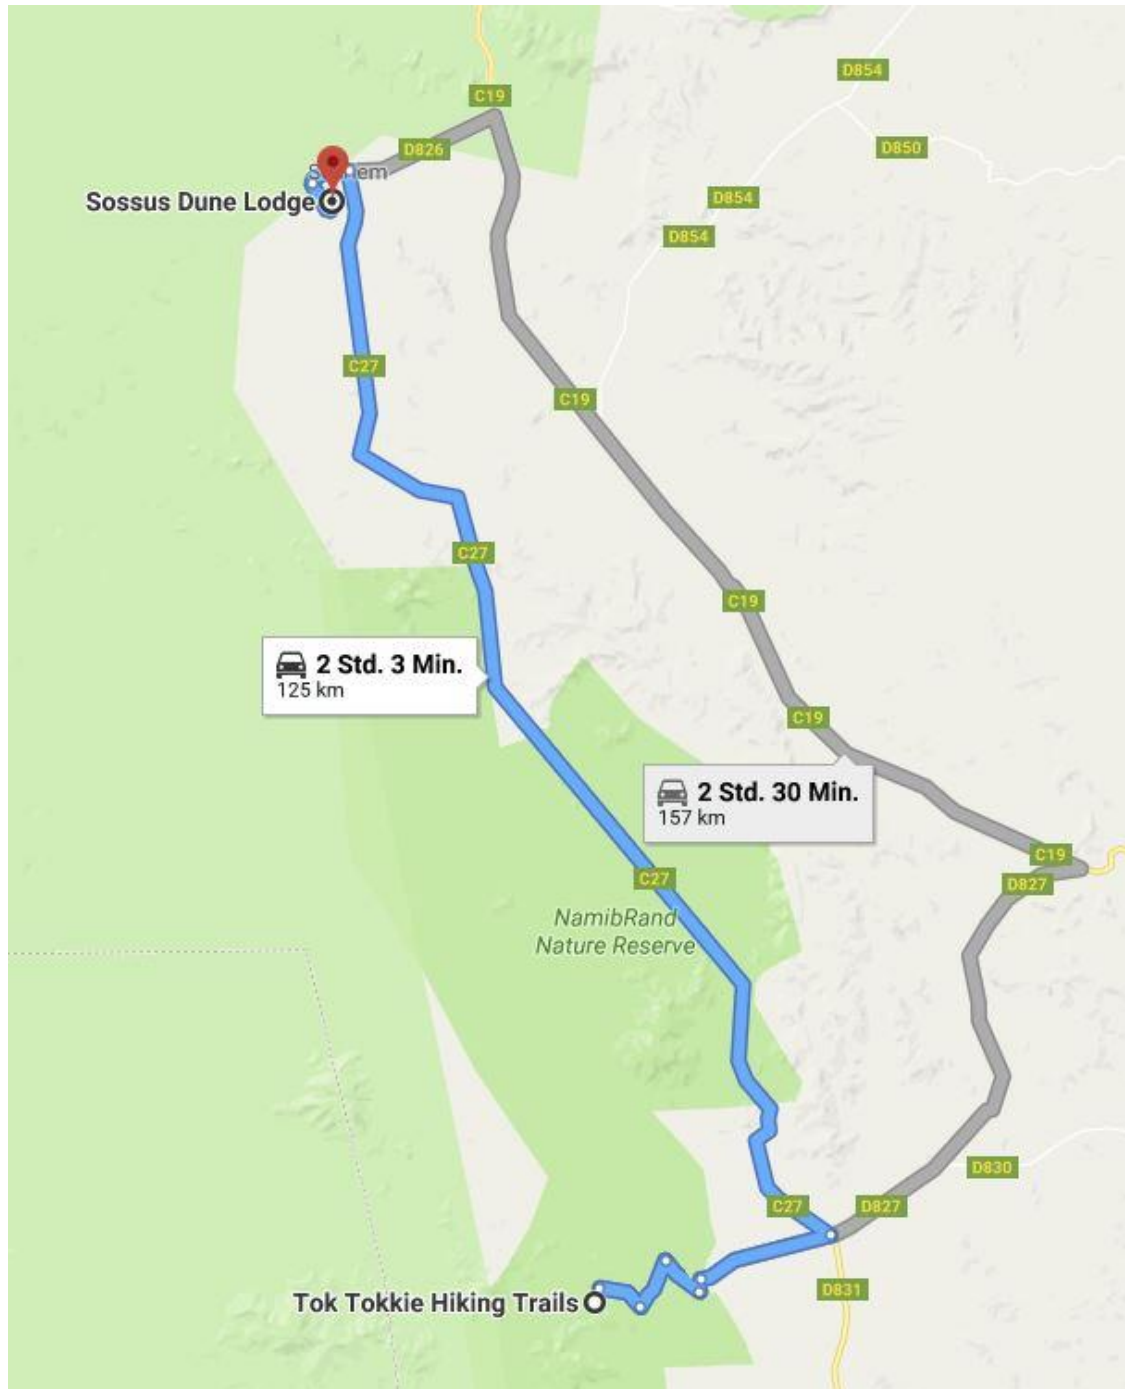 D854
C19
D850
D826
Sossus Dune Lodge
D854
D854
C27
C19
C27
C19
2 Std. 3 Min.
125 km
C19
2 Std. 30 Min.
157 km
C19
C27
D827
NamibRand
Nature Reserve
D830
C27
D827
D831
Tok Tokkie Hiking Trails